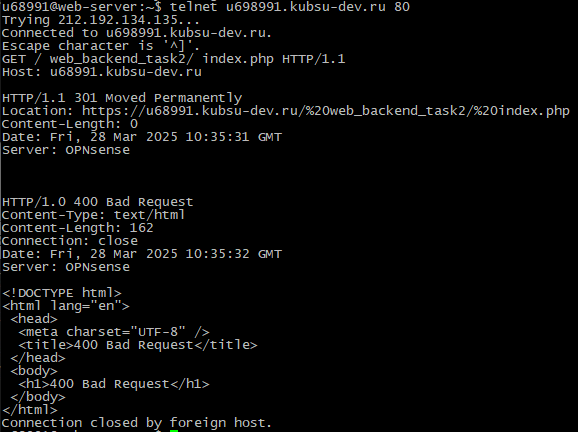 u68991@web-server:~$ telnet u698991.kubsu-dev.ru 80
Trying 212.192.134.135...
Connected to u698991.kubsu-dev.ru.
Escape character is '^]'.
GET / web_backend_task2/ index.php HTTP/1.1
Host: u68991.kubsu-dev.ru

HTTP/1.1 301 Moved Permanently
Location: https://u68991.kubsu-dev.ru/%20web_backend_task2/%20index.php
Content-Length: 0
Date: Fri, 28 Mar 2025 10:35:31 GMT
Server: OPNsense

HTTP/1.0 400 Bad Request
Content-Type: text/html
Content-Length: 162
Connection: close
Date: Fri, 28 Mar 2025 10:35:32 GMT
Server: OPNsense

<!DOCTYPE html>
<html lang="en">
 <head>
  <meta charset="UTF-8" />
  <title>400 Bad Request</title>
 </head>
 <body>
  <h1>400 Bad Request</h1>
 </body>
</html>
Connection closed by foreign host.